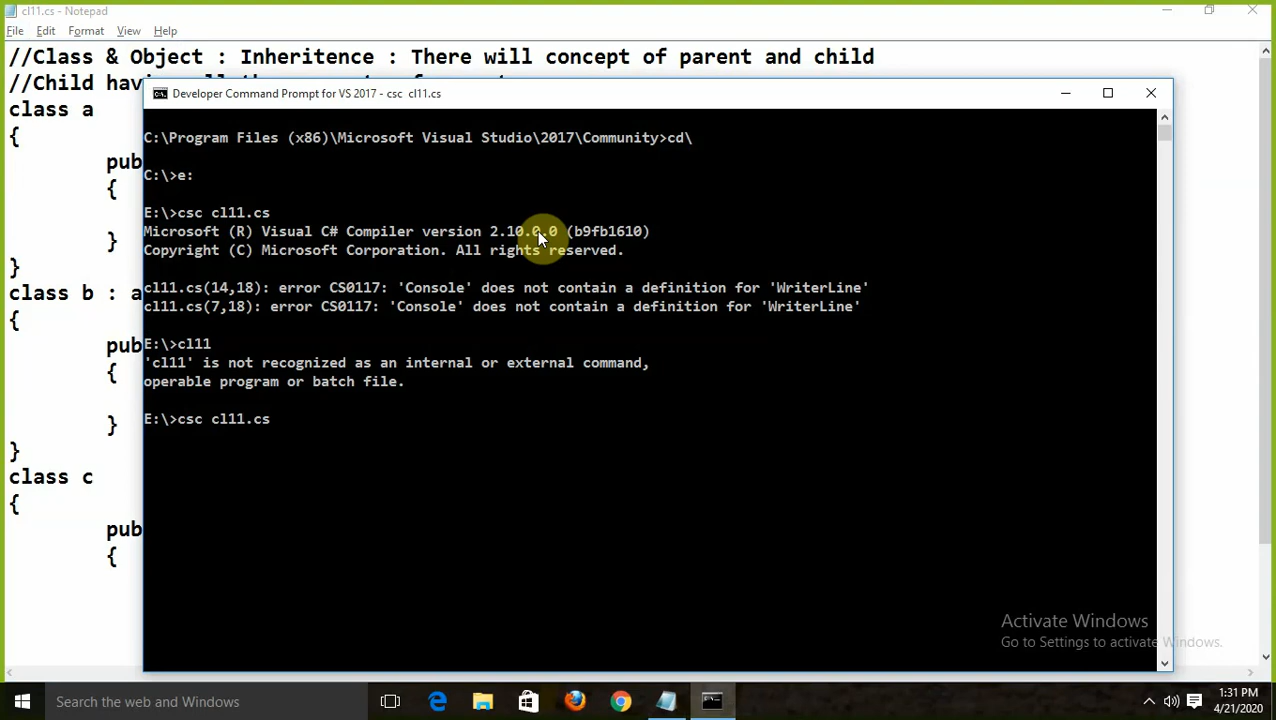 cl11.cs - Notepad
File Edit Format View Help
//Class & Object : Inheritence : There will concept of parent and child
//Child hav
class a
{
pub
{
}
}
class b : a
{
pub
{
}
}
class c
{
pub
{
Developer Command Prompt for VS 2017 - csc cl11.cs
C:\Program Files (x86)\Microsoft Visual Studio\2017\Community>cd\
C:\>e:
E:\>csc cl11.cs
Microsoft (R) Visual C# Compiler version 2.10.0.0 (b9fb1610)
Copyright (C) Microsoft Corporation. All rights reserved.
cl11.cs(14,18): error CS0117: 'Console' does not contain a definition for 'WriterLine'
cl11.cs(7,18): error CS0117: 'Console' does not contain a definition for 'WriterLine'
E:\>cl11
'cl11' is not recognized as an internal or external command,
operable program or batch file.
E:\>csc cl11.cs
Activate Windows
Go to Settings to activate Windows.
Search the web and Windows
1:31 PM
4/21/2020